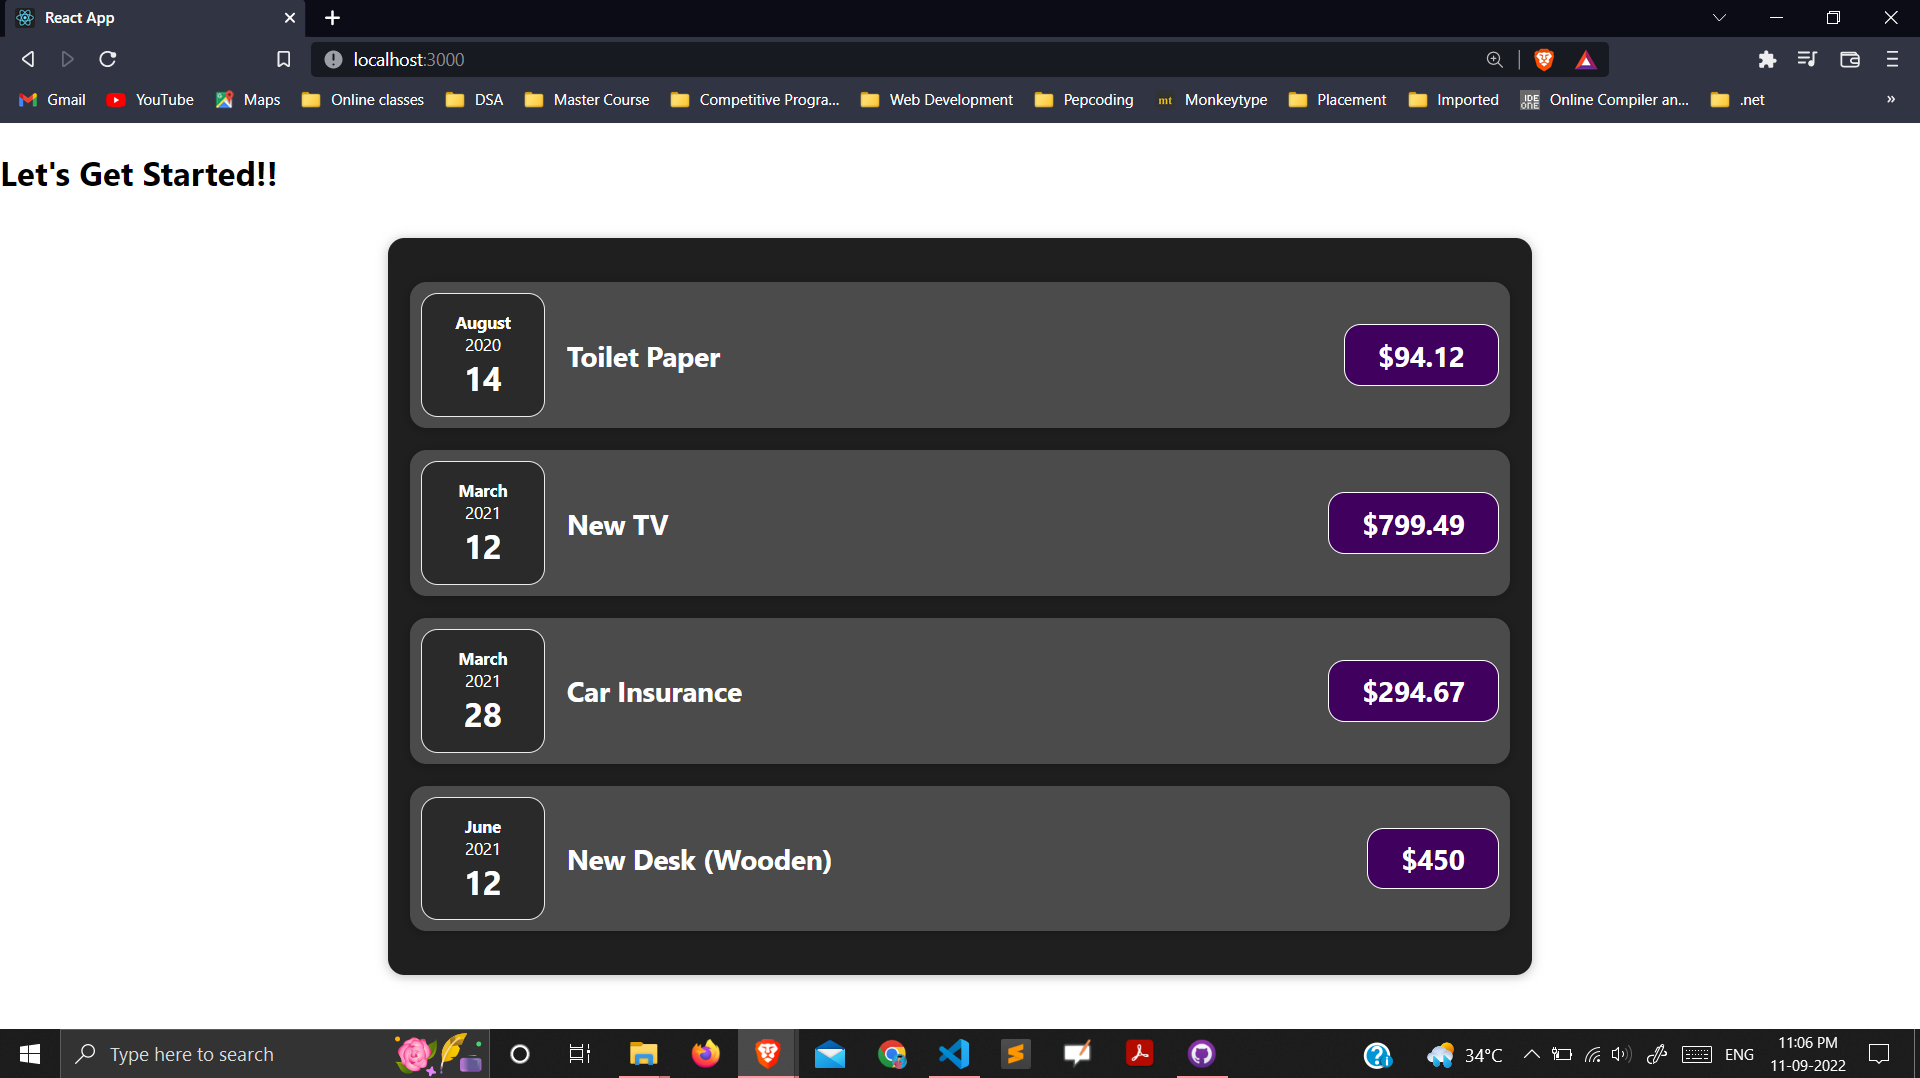 React App
localhost:3000
Gmail YouTube Maps Online classes DSA Master Course Competitive Progra... Web Development Pepcoding mt Monkeytype Placement Imported IDE ONE Online Compiler an... .net »
Let's Get Started!!
August
2020
14
Toilet Paper
$94.12
March
2021
12
New TV
$799.49
March
2021
28
Car Insurance
$294.67
June
2021
12
New Desk (Wooden)
$450
Type here to search
34°C
ENG
11:06 PM
11-09-2022